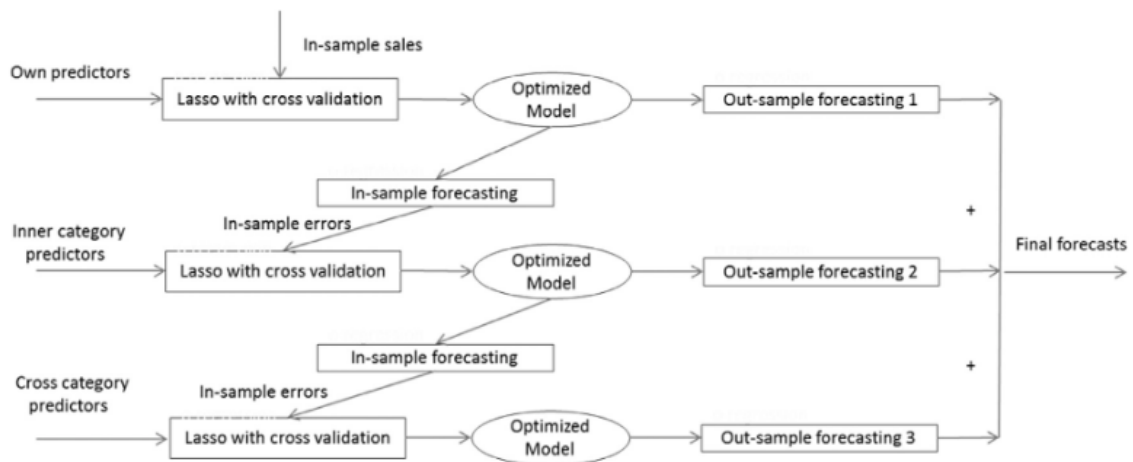 In-sample sales
Own predictors
Lasso with cross validation
Optimized
Model
Out-sample forecasting 1
In-sample forecasting
In-sample errors
+
Inner category
predictors
Lasso with cross validation
Optimized
Model
Out-sample forecasting 2
Final forecasts
In-sample forecasting
In-sample errors
+
Cross category
predictors
Lasso with cross validation
Optimized
Model
Out-sample forecasting 3